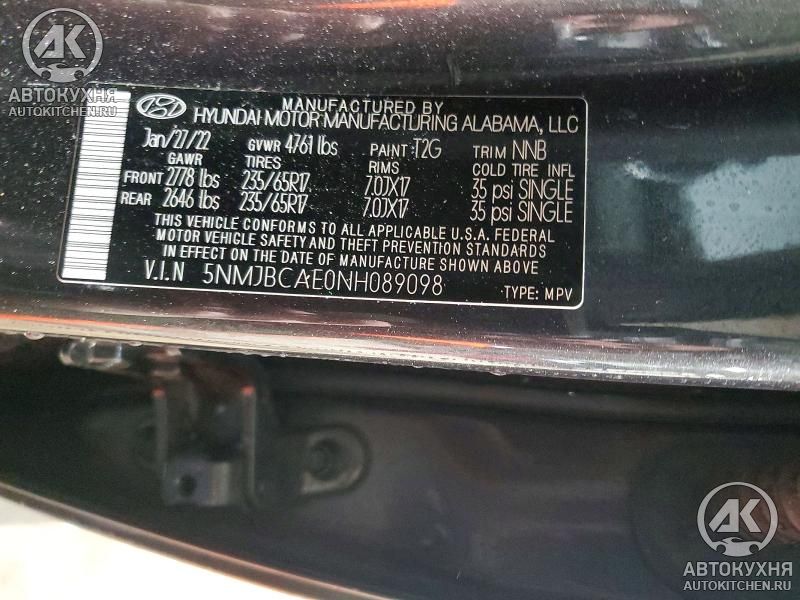 AK
АВТОКУХНЯ
AUTOKITCHEN.RU
MANUFACTURED BY
HYUNDAI MOTOR MANUFACTURING ALABAMA, LLC
Jan/27/22 GVWR 4761 lbs PAINT T2G TRIM NNB
GAWR TIRES RIMS COLD TIRE INFL
FRONT 2778 lbs 235/65R17 7.0JX17 35 psi SINGLE
REAR 2646 lbs 235/65R17 7.0JX17 35 psi SINGLE
THIS VEHICLE CONFORMS TO ALL APPLICABLE U.S.A. FEDERAL
MOTOR VEHICLE SAFETY AND THEFT PREVENTION STANDARDS
IN EFFECT ON THE DATE OF MANUFACTURE SHOWN ABOVE
V.I.N 5NMJBCAE0NH089098 TYPE: MPV
AK
АВТОКУХНЯ
AUTOKITCHEN.RU